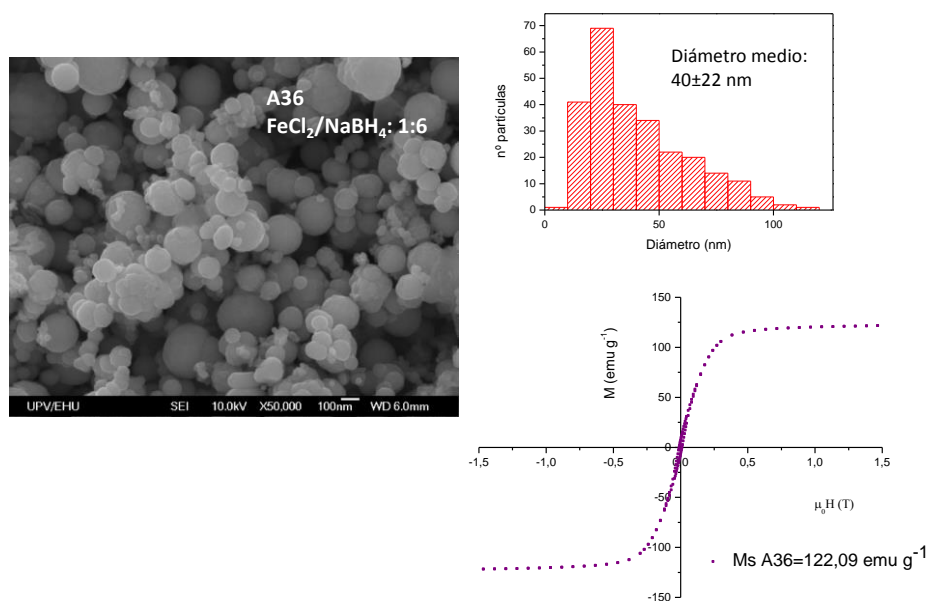 A36
FeCl₂/NaBH₄: 1:6
UPV/EHU SEI 10.0kV X50,000 100nm WD 6.0mm
70
60
50
40
30
20
10
0
nº partículas
Diámetro medio:
40±22 nm
0 50 100
Diámetro (nm)
150
100
50
0
-50
-100
-150
M (emu g⁻¹)
-1,5 -1,0 -0,5 0,0 0,5 1,0 1,5
μ₀H (T)
Ms A36=122,09 emu g⁻¹